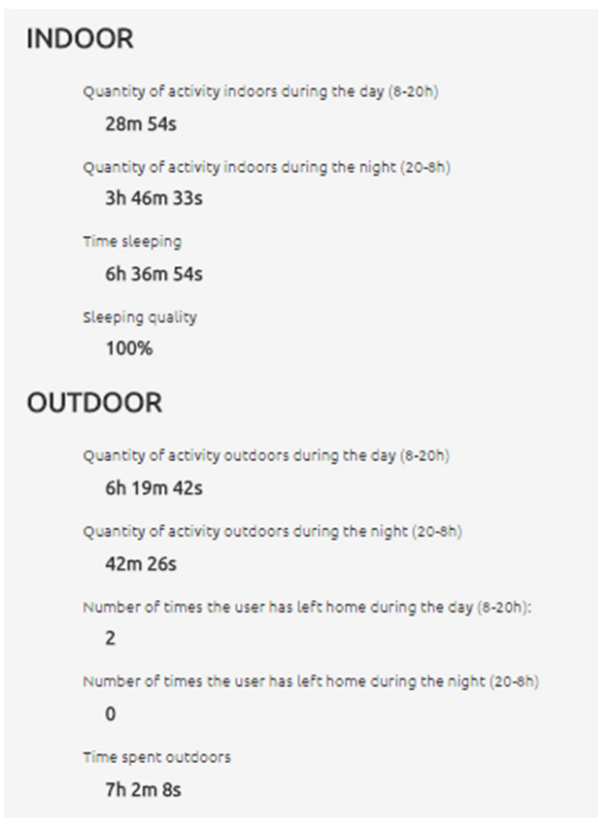 INDOOR
Quantity of activity indoors during the day (8-20h)
28m 54s
Quantity of activity indoors during the night (20-8h)
3h 46m 33s
Time sleeping
6h 36m 54s
Sleeping quality
100%
OUTDOOR
Quantity of activity outdoors during the day (8-20h)
6h 19m 42s
Quantity of activity outdoors during the night (20-8h)
42m 26s
Number of times the user has left home during the day (8-20h):
2
Number of times the user has left home during the night (20-8h)
0
Time spent outdoors
7h 2m 8s